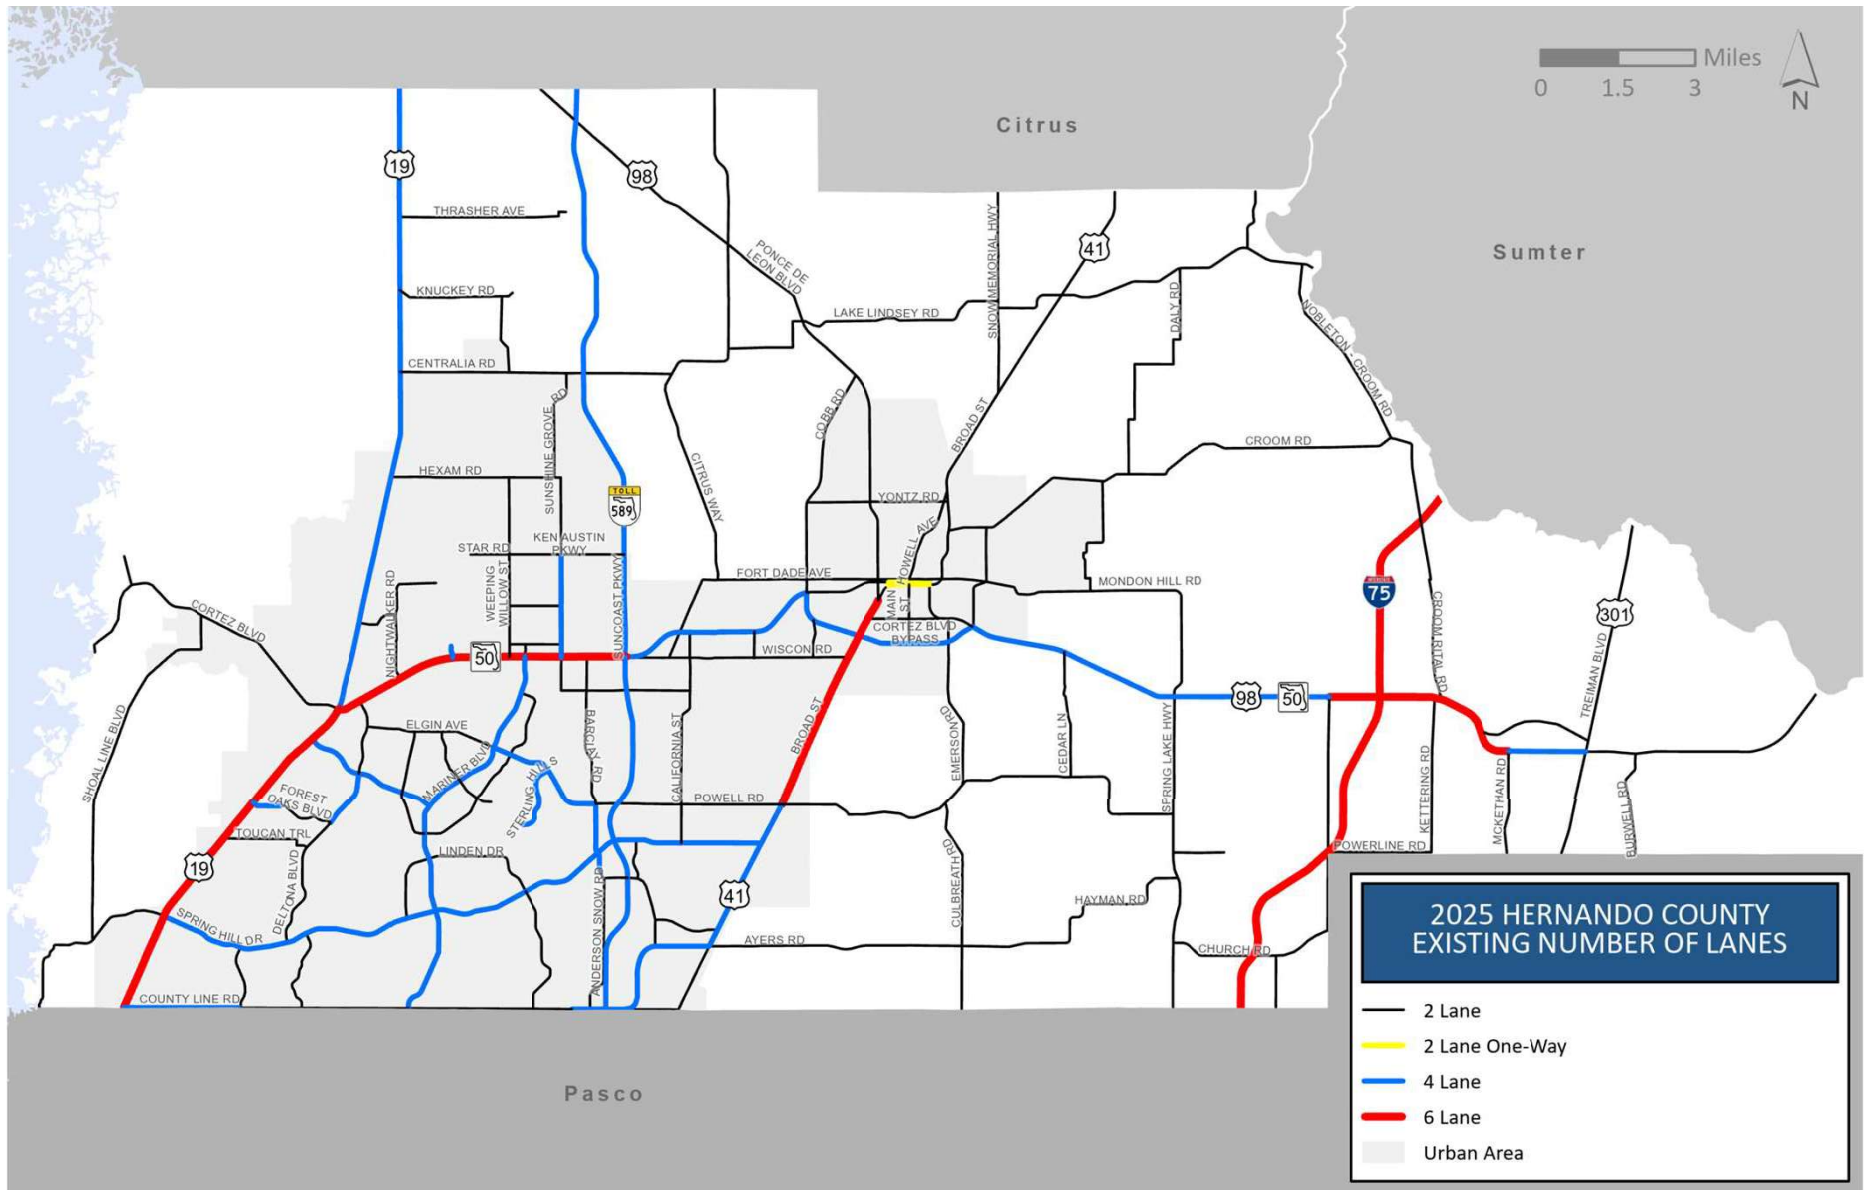 Citrus
Miles
0 1.5 3
N
Sumter
19
98
THRASHER AVE
PONCE DE
LEON BLVD
SNOW MEMORIAL HWY
41
KNUCKEY RD
LAKE LINDSEY RD
DALY RD
NOBLETON - CROOM RD
CENTRALIA RD
SUNSHINE GROVE RD
COBB RD
BROAD ST
CROOM RD
HEXAM RD
CITRUS WAY
TOLL
589
YONTZ RD
HOWELL AVE
STAR RD
KEN AUSTIN
PKWY
WEEPING
WILLOW ST
NIGHTWALKER RD
SUNCOAST PKWY
FORT DADE AVE
MONDON HILL RD
INTERSTATE
75
CROOM RITAL RD
301
TREIMAN BLVD
CORTEZ BLVD
MAIN
ST
CORTEZ BLVD
BYPASS
50
WISCON RD
98
50
SHOAL LINE BLVD
ELGIN AVE
MARINER BLVD
BARCLAY RD
CALIFORNIA ST
BROAD ST
EMERSON RD
CEDAR LN
SPRING LAKE HWY
KETTERING RD
MCKETHAN RD
BURWELL RD
FOREST
OAKS BLVD
STERLING HILLS
POWELL RD
TOUCAN TRL
LINDEN DR
POWERLINE RD
19
DELTONA BLVD
ANDERSON SNOW RD
41
CULBREATH RD
HAYMAN RD
SPRING HILL DR
AYERS RD
CHURCH RD
COUNTY LINE RD
Pasco
2025 HERNANDO COUNTY
EXISTING NUMBER OF LANES
2 Lane
2 Lane One-Way
4 Lane
6 Lane
Urban Area